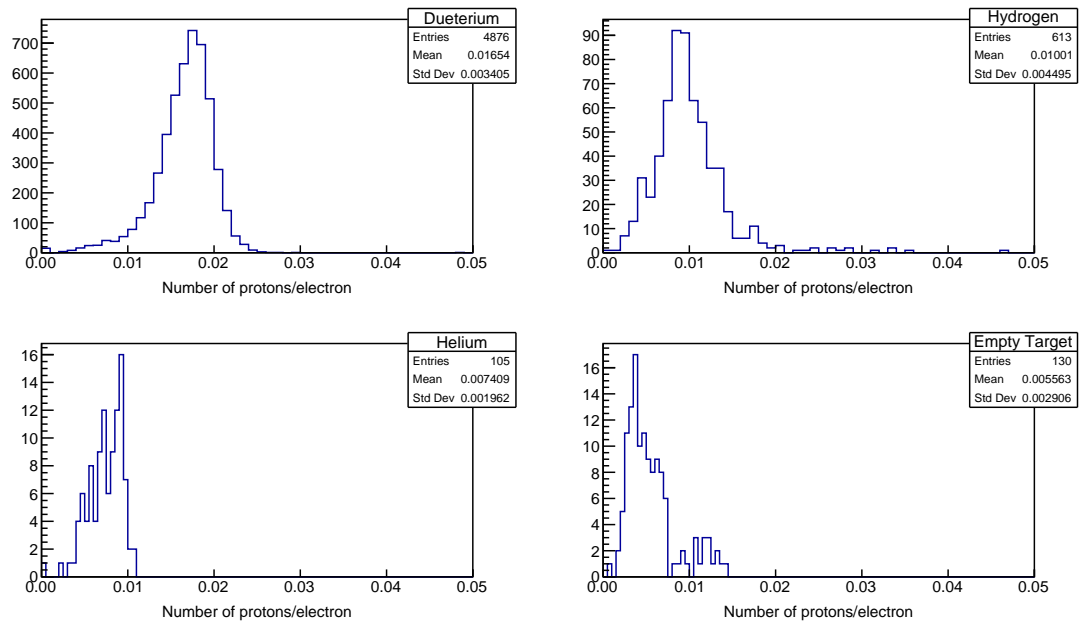 Dueterium
Entries 4876
Mean 0.01654
Std Dev 0.003405
700
600
500
400
300
200
100
0
0.00 0.01 0.02 0.03 0.04 0.05
Number of protons/electron
Hydrogen
Entries 613
Mean 0.01001
Std Dev 0.004495
90
80
70
60
50
40
30
20
10
0
0.00 0.01 0.02 0.03 0.04 0.05
Number of protons/electron
Helium
Entries 105
Mean 0.007409
Std Dev 0.001962
16
14
12
10
8
6
4
2
0
0.00 0.01 0.02 0.03 0.04 0.05
Number of protons/electron
Empty Target
Entries 130
Mean 0.005563
Std Dev 0.002906
16
14
12
10
8
6
4
2
0
0.00 0.01 0.02 0.03 0.04 0.05
Number of protons/electron